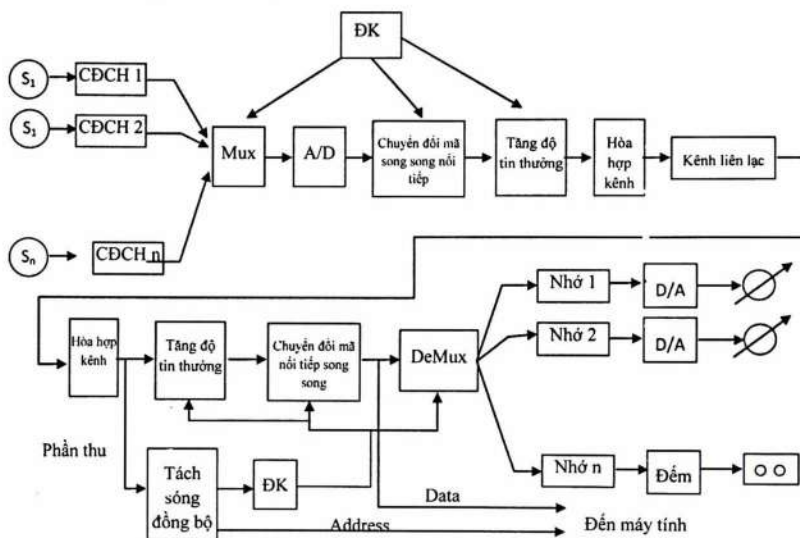 ĐK
S1
CĐCH 1
S1
CĐCH 2
Mux
A/D
Chuyển đổi mã
song song nối
tiếp
Tăng độ
tin thưởng
Hòa
hợp
kênh
Kênh liên lạc
Sn
CĐCH n
Hòa hợp
kênh
Tăng độ
tin thưởng
Chuyển đổi mã
nối tiếp song
song
DeMux
Nhớ 1
D/A
Nhớ 2
D/A
Phần thu
Tách
sóng
đồng bộ
ĐK
Nhớ n
Đếm
Data
Address
Đến máy tính